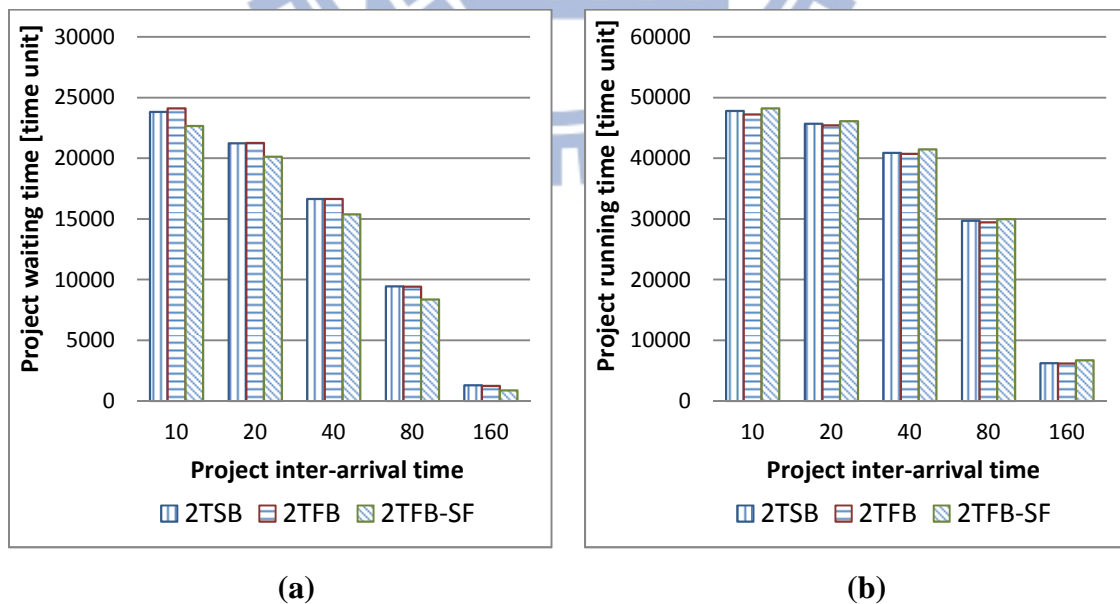 30000
25000
20000
15000
10000
5000
0
Project waiting time [time unit]
10 20 40 80 160
Project inter-arrival time
2TSB 2TFB 2TFB-SF
(a)
60000
50000
40000
30000
20000
10000
0
Project running time [time unit]
10 20 40 80 160
Project inter-arrival time
2TSB 2TFB 2TFB-SF
(b)